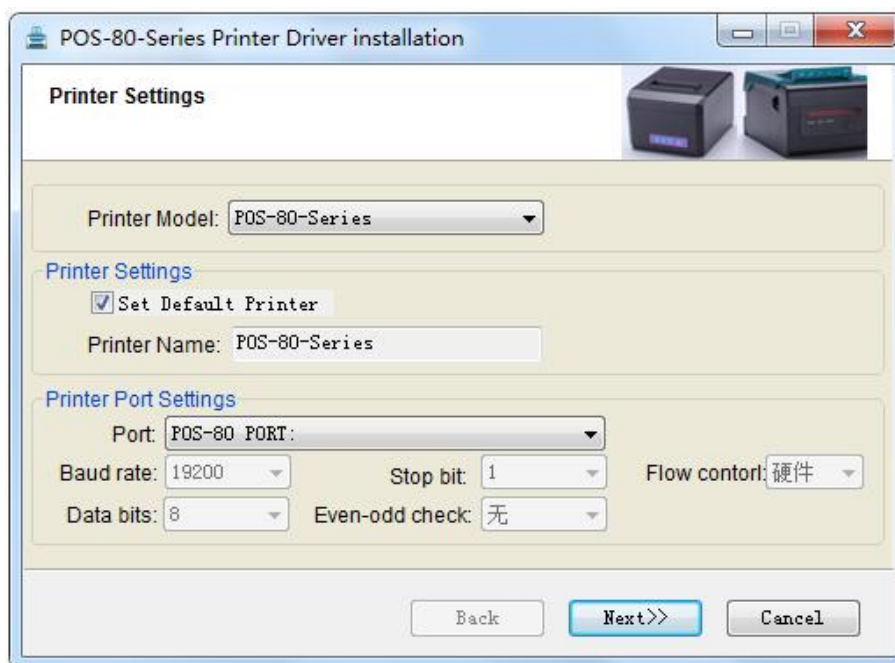 POS-80-Series Printer Driver installation
Printer Settings
Printer Model: POS-80-Series
Printer Settings
Set Default Printer
Printer Name: POS-80-Series
Printer Port Settings
Port: POS-80 PORT:
Baud rate: 19200 Stop bit: 1 Flow contorl: 硬件
Data bits: 8 Even-odd check: 无
Back Next>> Cancel